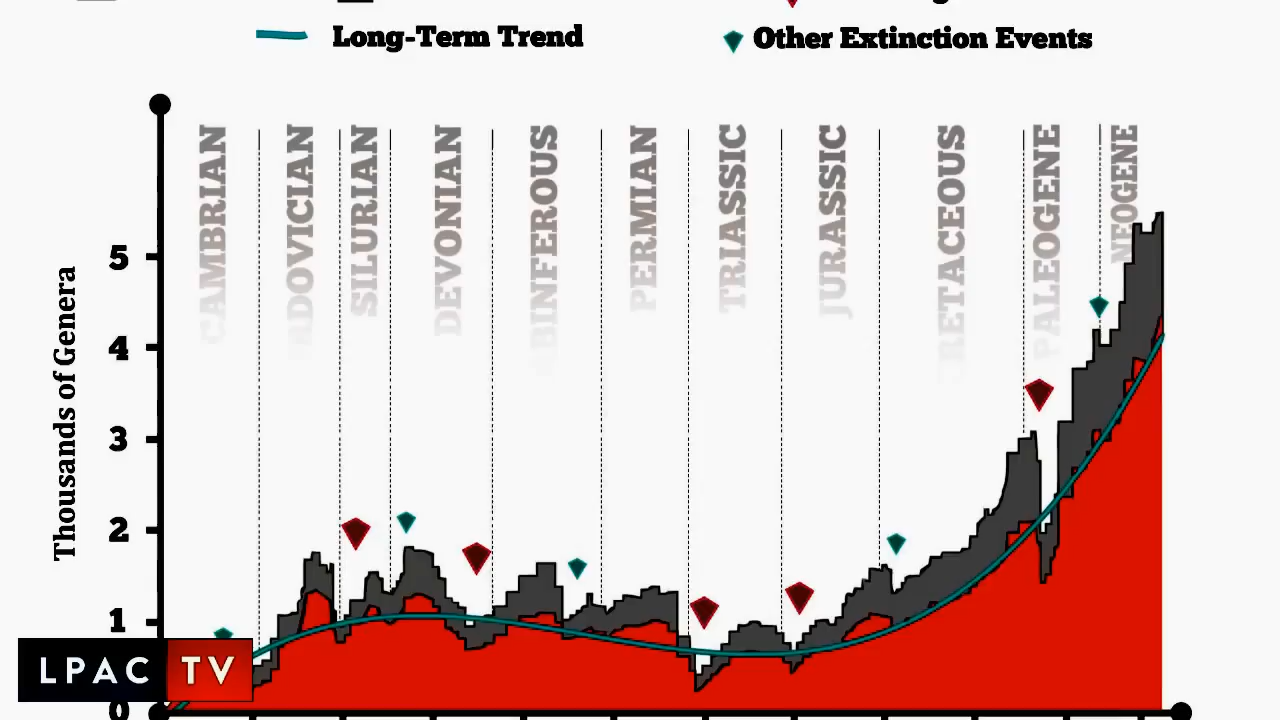 Long-Term Trend
Other Extinction Events
CAMBRIAN
SILURIAN
DEVONIAN
PERMIAN
TRIASSIC
JURASSIC
PALEOGENE
NEOGENE
Thousands of Genera
5
4
3
2
1
0
LPAC TV